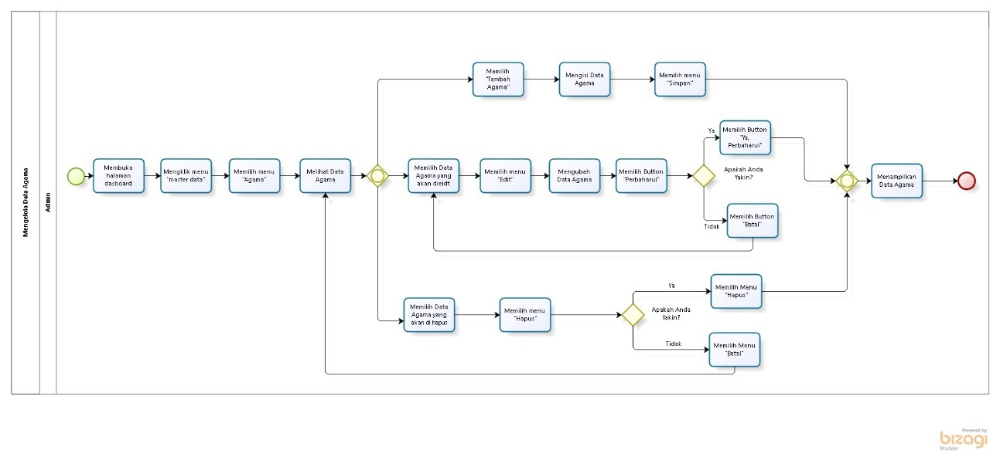 Mengelola Data Agama
Admin
Membuka
halaman
dasboard
Mengklik menu
"master data"
Memilih menu
"Agama"
Melihat Data
Agama
Mamilih
"Tambah
Agama"
Mengisi Data
Agama
Memilih menu
"Simpan"
Memilih Data
Agama yang
akan dieidt
Memilih menu
"Edit"
Mengubah
Data Agama
Memilih Button
"Perbaharui"
Apakah Anda
Yakin?
Ya
Memilih Button
"Ya,
Perbaharui"
Tidak
Memilih Button
"Batal"
Memilih Data
Agama yang
akan di hapus
Memilih menu
"Hapus"
Apakah Anda
Yakin?
Ya
Memilih Menu
"Hapus"
Tidak
Memilih Menu
"Batal"
Menampilkan
Data Agama
Powered by
bizagi
Modeler